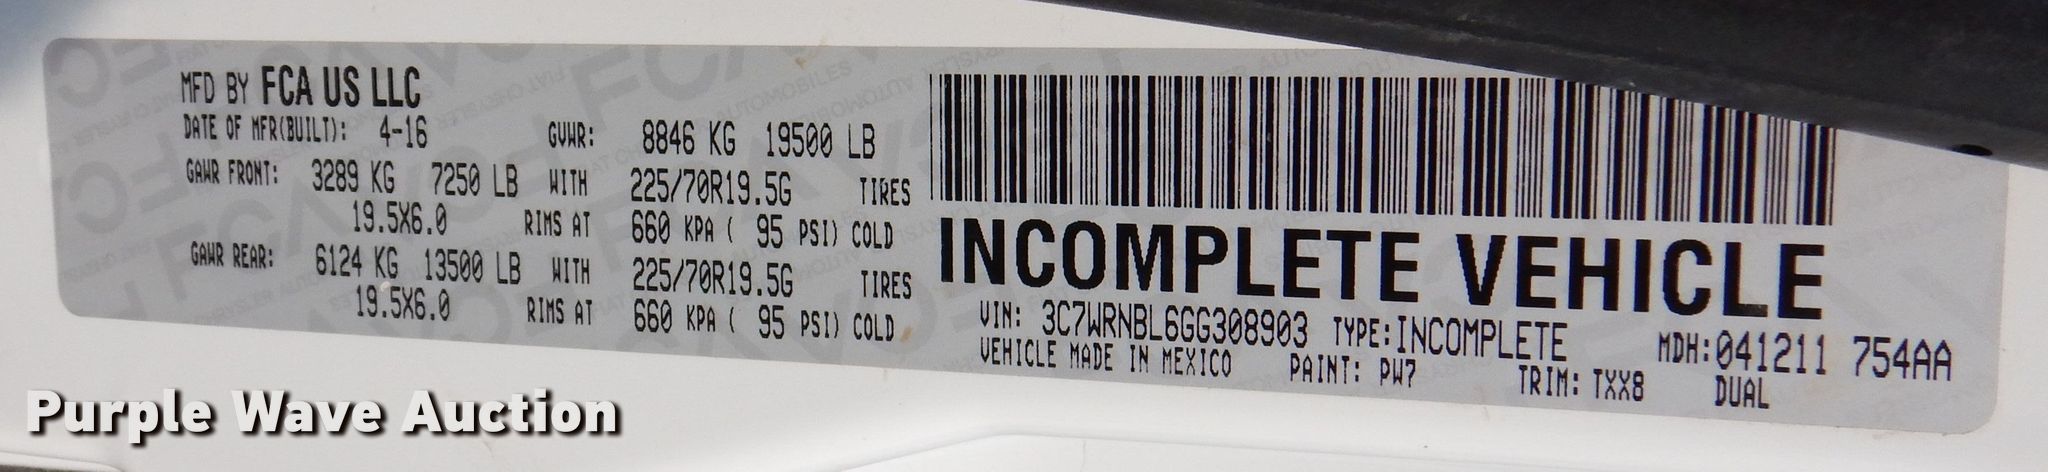 MFD BY FCA US LLC
DATE OF MFR(BUILT): 4-16 GVWR: 8846 KG 19500 LB
GAWR FRONT: 3289 KG 7250 LB WITH 225/70R19.5G TIRES
19.5X6.0 RIMS AT 660 KPA ( 95 PSI) COLD
GAWR REAR: 6124 KG 13500 LB WITH 225/70R19.5G TIRES
19.5X6.0 RIMS AT 660 KPA ( 95 PSI) COLD
INCOMPLETE VEHICLE
VIN: 3C7WRNBL6GG308903 TYPE:INCOMPLETE MDH:041211 754AA
VEHICLE MADE IN MEXICO PAINT: PW7 TRIM: TXX8 DUAL
Purple Wave Auction